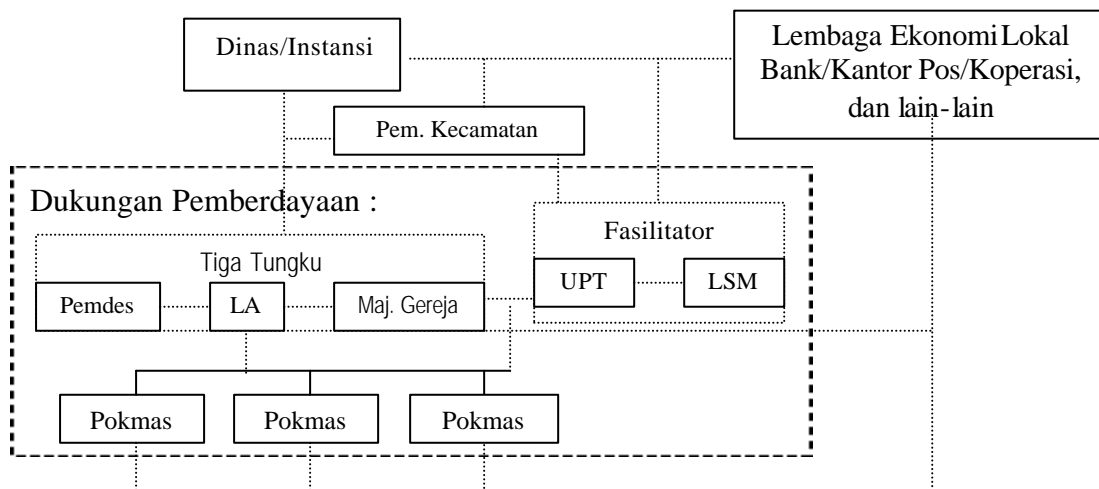 Dinas/Instansi
Lembaga Ekonomi Lokal
Bank/Kantor Pos/Koperasi,
dan lain-lain
Pem. Kecamatan
Dukungan Pemberdayaan :
Fasilitator
Tiga Tungku
UPT
LSM
Pemdes
LA
Maj. Gereja
Pokmas
Pokmas
Pokmas